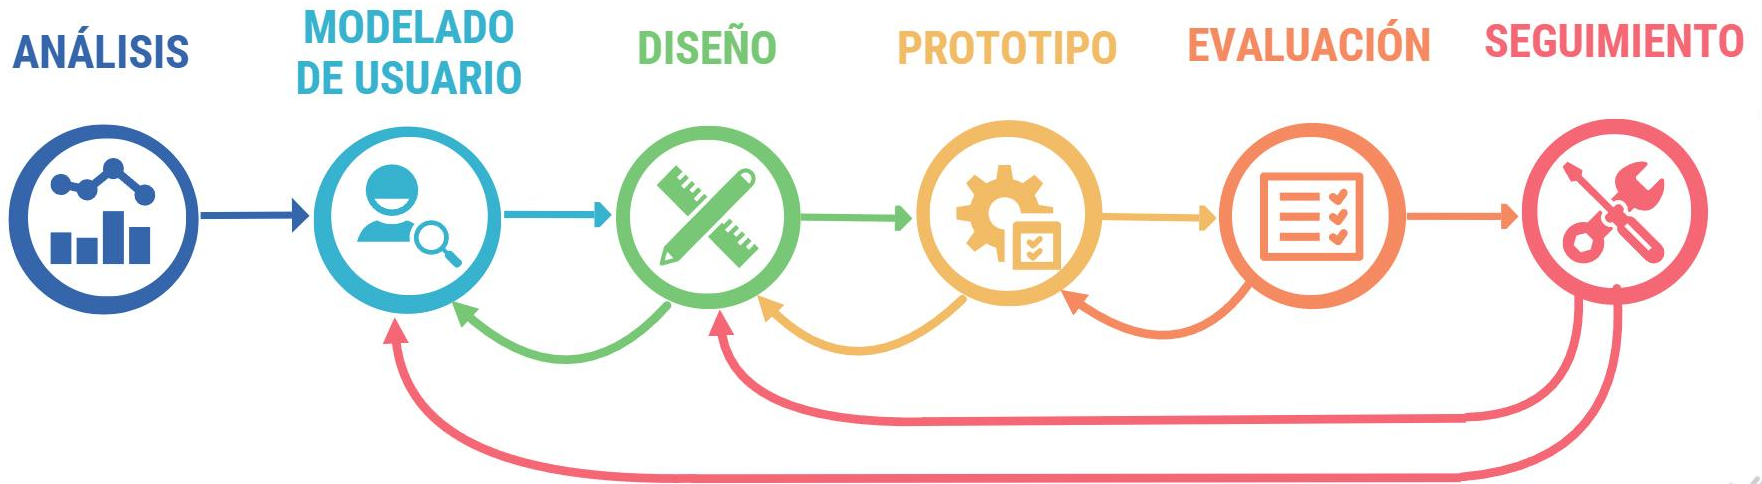 ANÁLISIS
MODELADO
DE USUARIO
DISEÑO
PROTOTIPO
EVALUACIÓN
SEGUIMIENTO